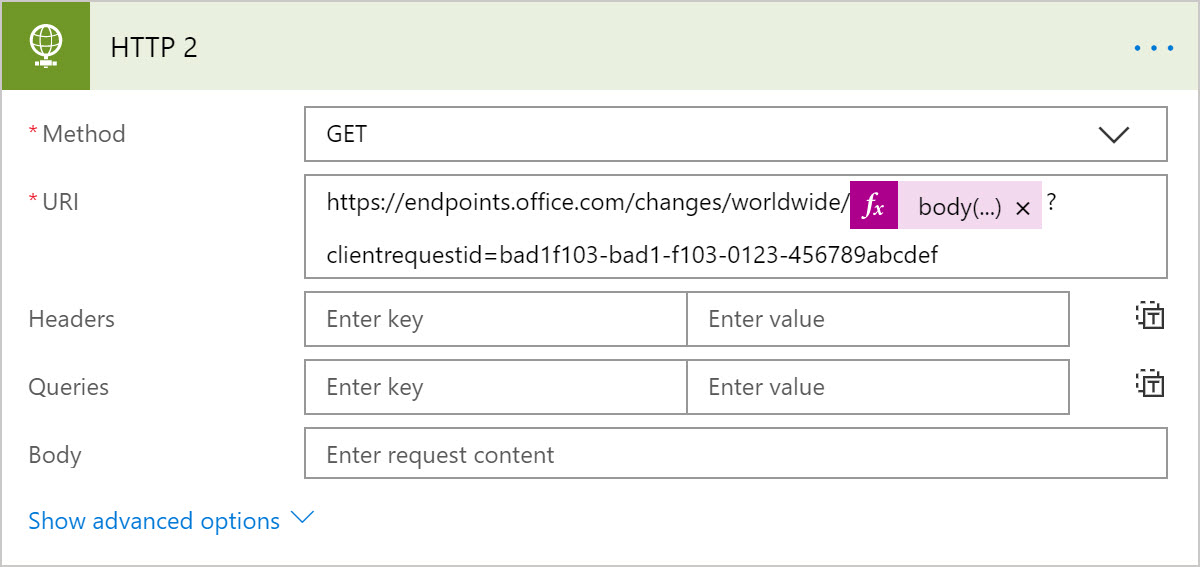 HTTP 2
* Method
GET
* URI
https://endpoints.office.com/changes/worldwide/ fx body(...) × ?
clientrequestid=bad1f103-bad1-f103-0123-456789abcdef
Headers
Enter key
Enter value
T
Queries
Enter key
Enter value
T
Body
Enter request content
Show advanced options